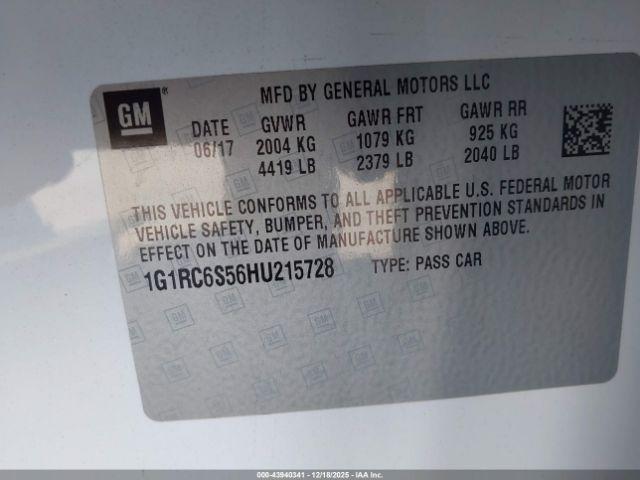 GM ®
MFD BY GENERAL MOTORS LLC
DATE GVWR GAWR FRT GAWR RR
06/17 2004 KG 1079 KG 925 KG
4419 LB 2379 LB 2040 LB
THIS VEHICLE CONFORMS TO ALL APPLICABLE U.S. FEDERAL MOTOR
VEHICLE SAFETY, BUMPER, AND THEFT PREVENTION STANDARDS IN
EFFECT ON THE DATE OF MANUFACTURE SHOWN ABOVE.
1G1RC6S56HU215728 TYPE: PASS CAR
000-43940341 - 12/18/2025 - IAA Inc.